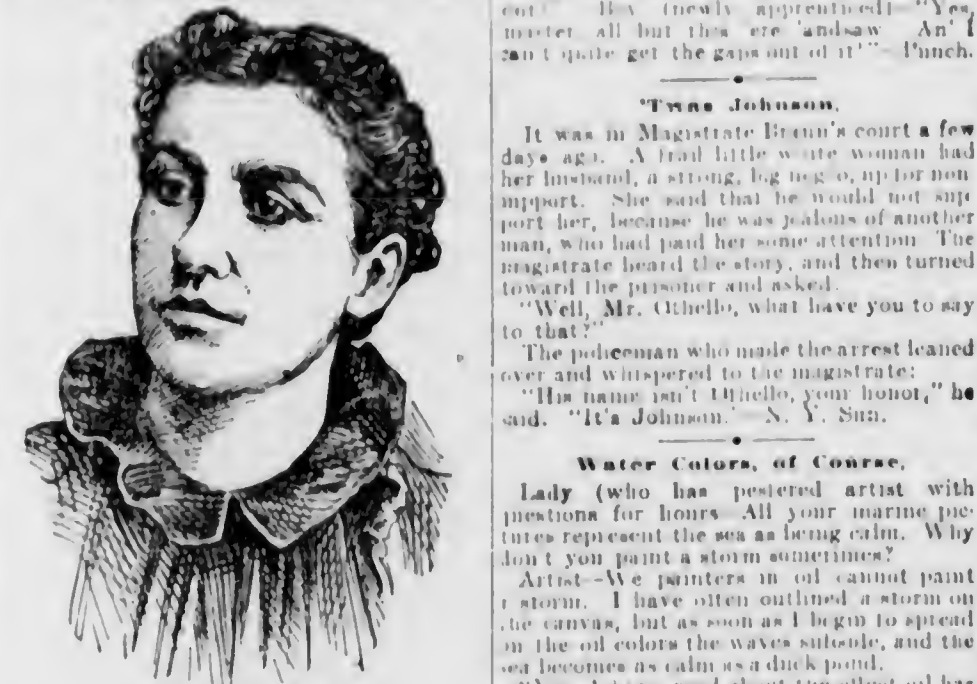 (newly apprenticed)—"Yes,
all but this ere 'andsaw An' I
can't quite get the gaps out of it'"—Punch.
'Twas Johnson.
It was in Magistrate Braun's court a few
days ago. A frail little white woman had
her husband, a strong, big negro, up for non
support. She said that he would not sup
port her, because he was jealous of another
man, who had paid her some attention The
magistrate heard the story, and then turned
toward the prisoner and asked.
"Well, Mr. Othello, what have you to say
to that?"
The policeman who made the arrest leaned
over and whispered to the magistrate:
"His name isn't Othello, your honor," he
said. "It's Johnson.'—N. Y. Sun.
Water Colors, of Course.
Lady (who has pestered artist with
questions for hours All your marine pic-
tures represent the sea as being calm. Why
don't you paint a storm sometimes?
Artist—We painters in oil cannot paint
a storm. I have often outlined a storm on
the canvas, but as soon as I begin to spread
on the oil colors the waves subside, and the
sea becomes as calm as a duck pond.